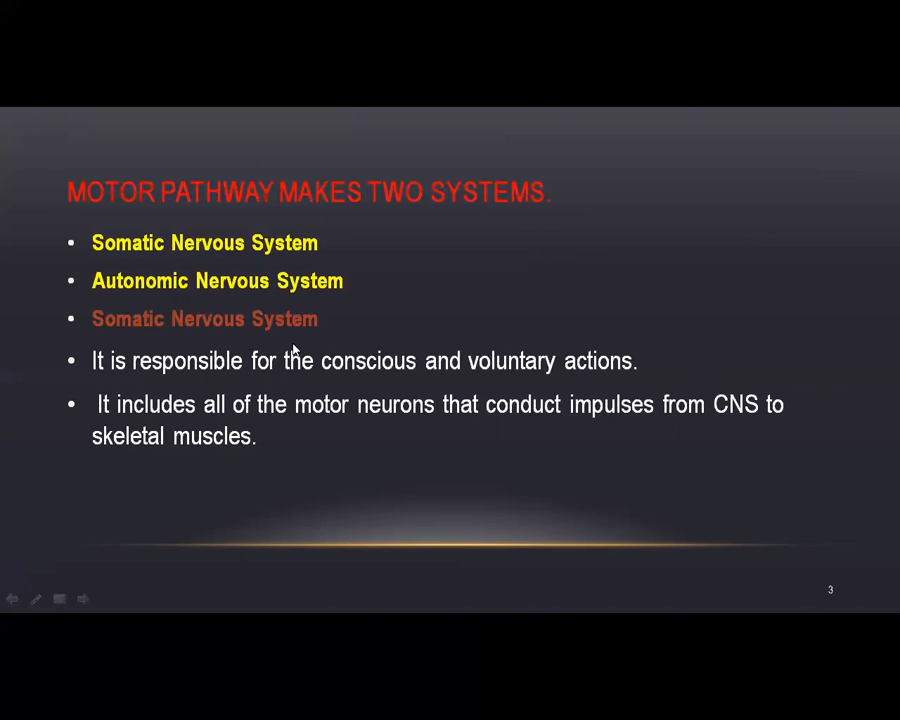 MOTOR PATHWAY MAKES TWO SYSTEMS.
• Somatic Nervous System
• Autonomic Nervous System
• Somatic Nervous System
• It is responsible for the conscious and voluntary actions.
• It includes all of the motor neurons that conduct impulses from CNS to
skeletal muscles.
3